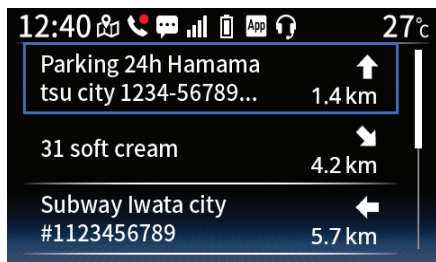 12:40 App 27°c
Parking 24h Hamama
tsu city 1234-56789...
1.4 km
31 soft cream
4.2 km
Subway Iwata city
#1123456789
5.7 km